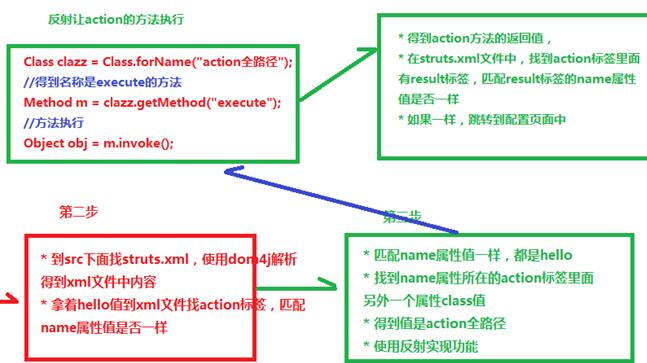 反射让action的方法执行
Class clazz = Class.forName("action全路径");
//得到名称是execute的方法
Method m = clazz.getMethod("execute");
//方法执行
Object obj = m.invoke();
* 得到action方法的返回值，
* 在struts.xml文件中，找到action标签里面
有result标签，匹配result标签的name属性
值是否一样
* 如果一样，跳转到配置页面中
第二步
* 到src下面找struts.xml，使用dom4j解析
得到xml文件中内容
* 拿着hello值到xml文件找action标签，匹配
name属性值是否一样
第三步
* 匹配name属性值一样，都是hello
* 找到name属性所在的action标签里面
另外一个属性class值
* 得到值是action全路径
* 使用反射实现功能